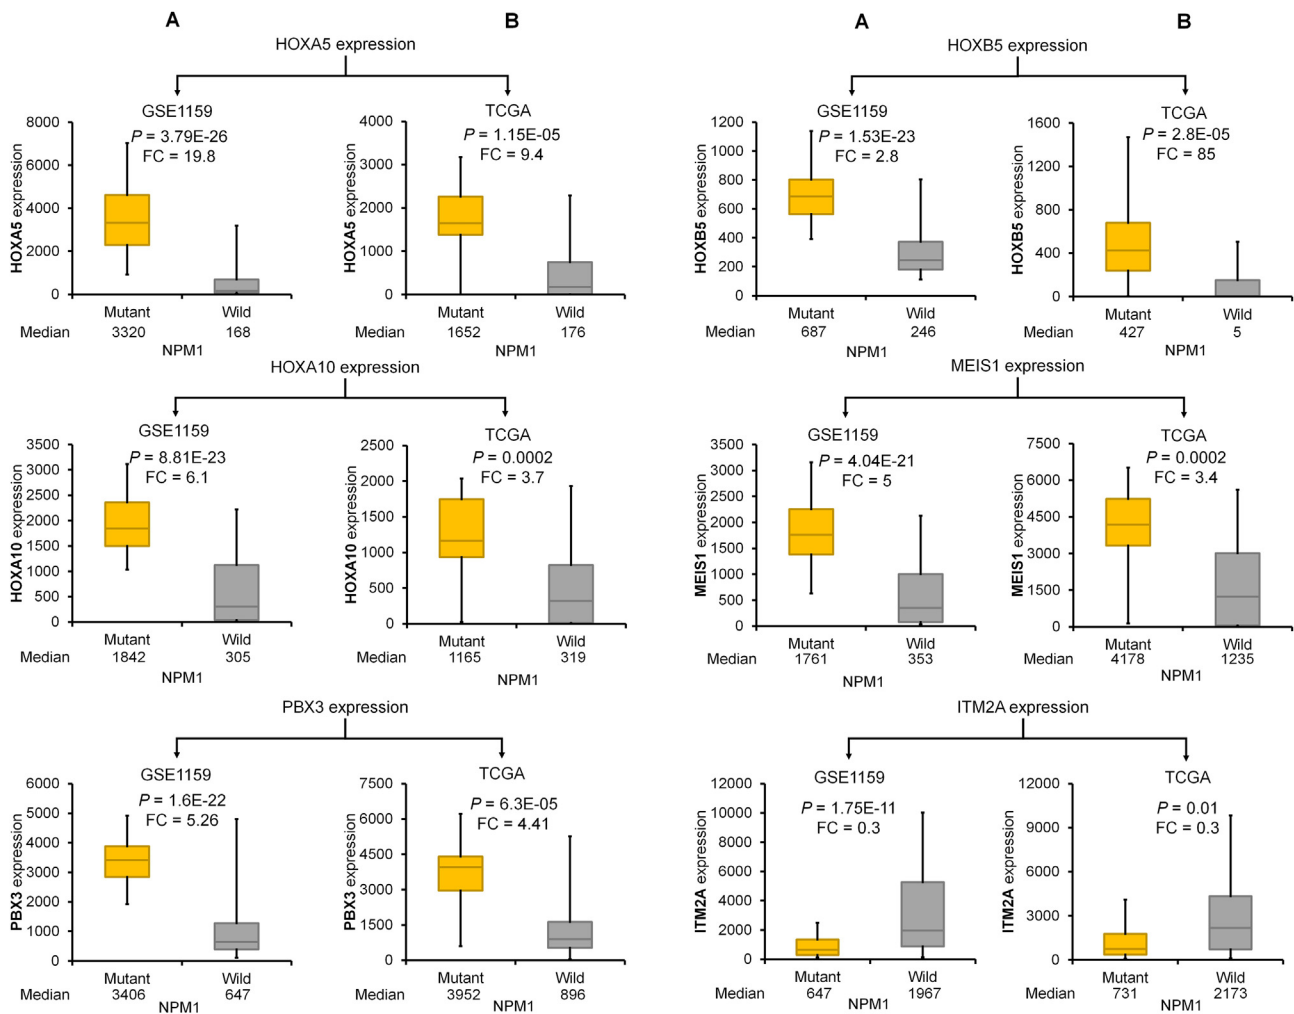 A
B
HOXA5 expression
GSE1159
P = 3.79E-26
FC = 19.8
HOXA5 expression
8000
6000
4000
2000
0
Mutant Wild
Median 3320 168
NPM1
TCGA
P = 1.15E-05
FC = 9.4
HOXA5 expression
4000
3000
2000
1000
0
Mutant Wild
Median 1652 176
NPM1
HOXA10 expression
GSE1159
P = 8.81E-23
FC = 6.1
HOXA10 expression
3500
3000
2500
2000
1500
1000
500
0
Mutant Wild
Median 1842 305
NPM1
TCGA
P = 0.0002
FC = 3.7
HOXA10 expression
2500
2000
1500
1000
500
0
Mutant Wild
Median 1165 319
NPM1
PBX3 expression
GSE1159
P = 1.6E-22
FC = 5.26
PBX3 expression
6000
5000
4000
3000
2000
1000
0
Mutant Wild
Median 3406 647
NPM1
TCGA
P = 6.3E-05
FC = 4.41
PBX3 expression
7500
6000
4500
3000
1500
0
Mutant Wild
Median 3952 896
NPM1
A
B
HOXB5 expression
GSE1159
P = 1.53E-23
FC = 2.8
HOXB5 expression
1200
1000
800
600
400
200
0
Mutant Wild
Median 687 246
NPM1
TCGA
P = 2.8E-05
FC = 85
HOXB5 expression
1600
1200
800
400
0
Mutant Wild
Median 427 5
NPM1
MEIS1 expression
GSE1159
P = 4.04E-21
FC = 5
MEIS1 expression
3500
3000
2500
2000
1500
1000
500
0
Mutant Wild
Median 1761 353
NPM1
TCGA
P = 0.0002
FC = 3.4
MEIS1 expression
7500
6000
4500
3000
1500
0
Mutant Wild
Median 4178 1235
NPM1
ITM2A expression
GSE1159
P = 1.75E-11
FC = 0.3
ITM2A expression
12000
10000
8000
6000
4000
2000
0
Mutant Wild
Median 647 1967
NPM1
TCGA
P = 0.01
FC = 0.3
ITM2A expression
12000
9000
6000
3000
0
Mutant Wild
Median 731 2173
NPM1